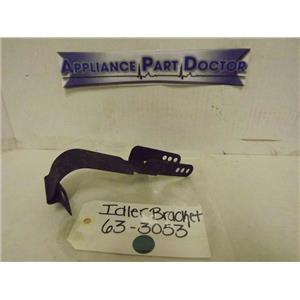 APPLIANCE PART DOCTOR
Idler Bracket
63-3053